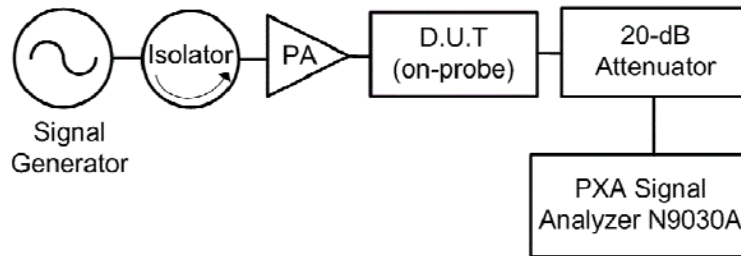 Signal
Generator
Isolator
PA
D.U.T
(on-probe)
20-dB
Attenuator
PXA Signal
Analyzer N9030A